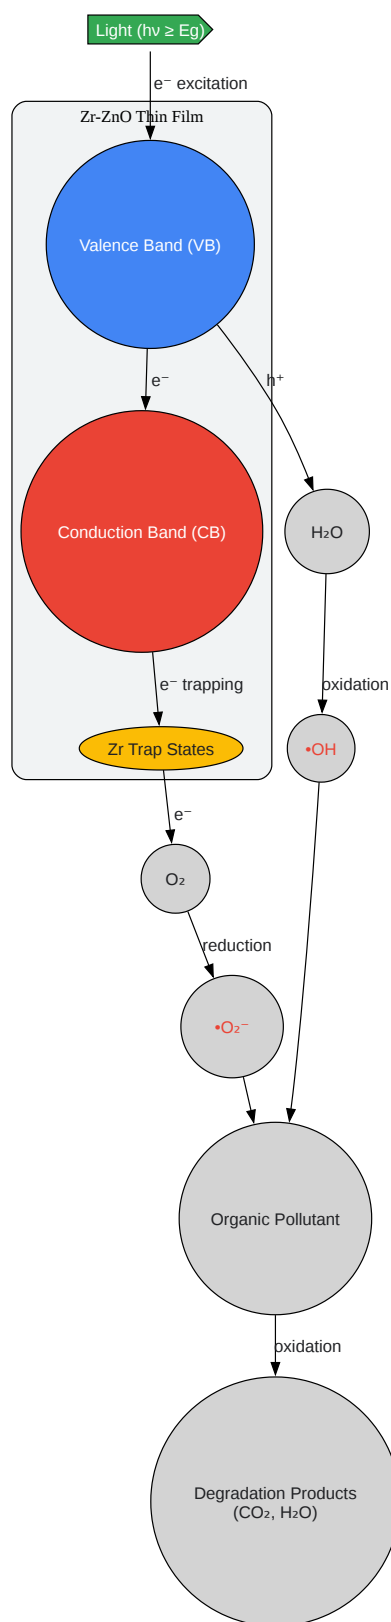 Light (hν ≥ Eg)
e⁻ excitation
Zr-ZnO Thin Film
Valence Band (VB)
e⁻
h⁺
Conduction Band (CB)
H₂O
e⁻ trapping
oxidation
Zr Trap States
•OH
e⁻
O₂
reduction
•O₂⁻
Organic Pollutant
oxidation
Degradation Products
(CO₂, H₂O)